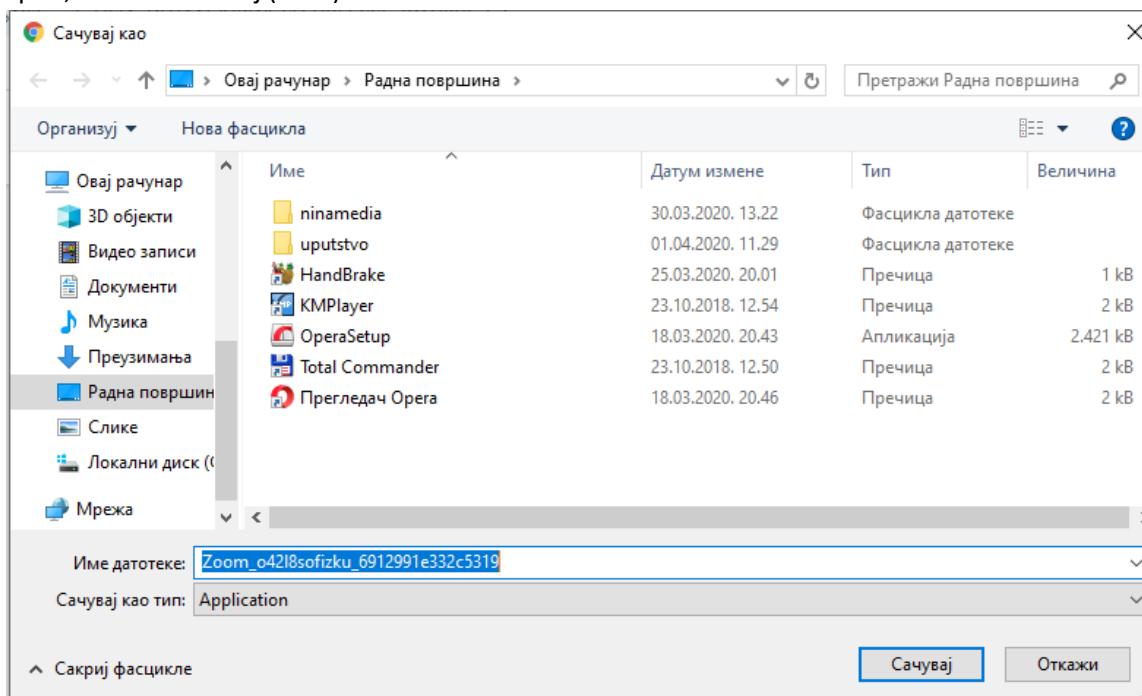 Сачувај као
Овај рачунар › Радна површина ›
Претражи Радна површина
Организуј
Нова фасцикла
Овај рачунар
3D објекти
Видео записи
Документи
Музика
Преузимања
Радна површин
Слике
Локални диск (
Мрежа
Име Датум измене Тип Величина
ninamedia 30.03.2020. 13.22 Фасцикла датотеке
uputstvo 01.04.2020. 11.29 Фасцикла датотеке
HandBrake 25.03.2020. 20.01 Пречица 1 kB
KMPlayer 23.10.2018. 12.54 Пречица 2 kB
OperaSetup 18.03.2020. 20.43 Апликација 2.421 kB
Total Commander 23.10.2018. 12.50 Пречица 2 kB
Прегледач Opera 18.03.2020. 20.46 Пречица 2 kB
Име датотеке: Zoom_o42l8sofizku_6912991e332c5319
Сачувај као тип: Application
Сакриј фасцикле
Сачувај
Откажи